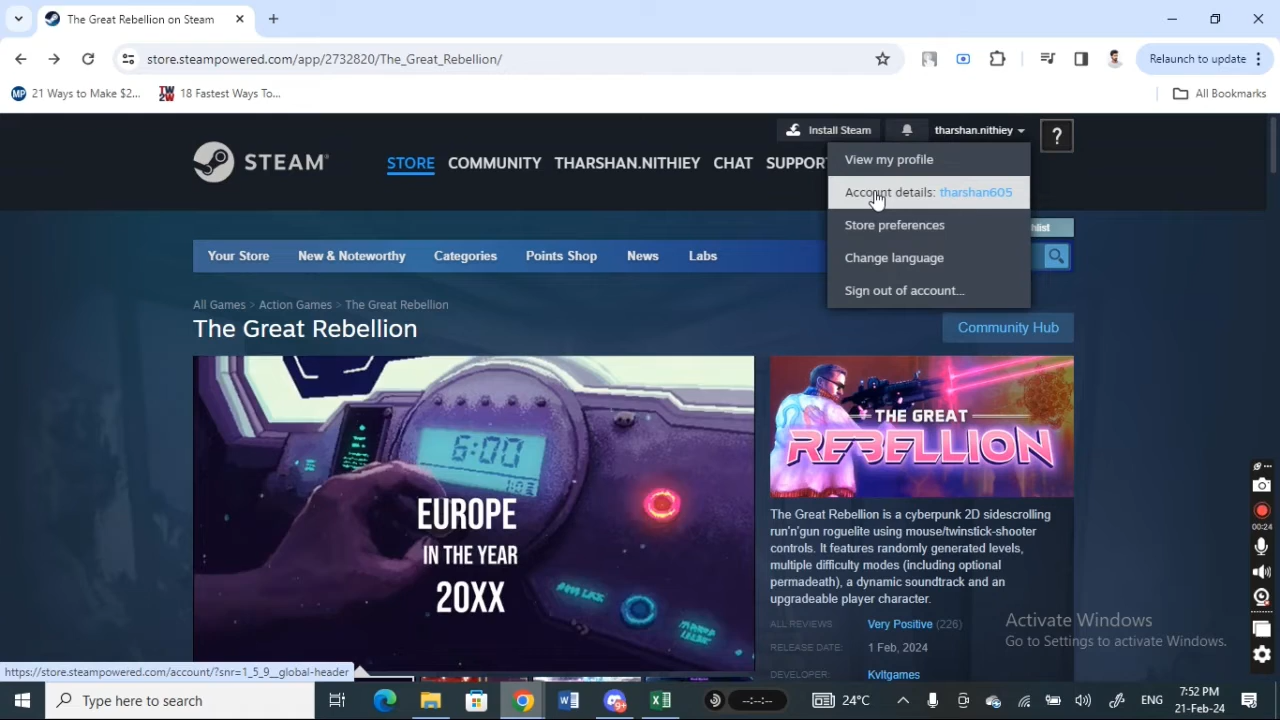 The Great Rebellion on Steam
store.steampowered.com/app/2732820/The_Great_Rebellion/
Relaunch to update
21 Ways to Make $2...
18 Fastest Ways To...
All Bookmarks
Install Steam
tharshan.nithiey
?
STEAM®
STORE
COMMUNITY
THARSHAN.NITHIEY
CHAT
SUPPOR
View my profile
Account details: tharshan605
Store preferences
Change language
Sign out of account...
hlist
Your Store
New & Noteworthy
Categories
Points Shop
News
Labs
All Games > Action Games > The Great Rebellion
The Great Rebellion
Community Hub
6:00
EUROPE
IN THE YEAR
20XX
THE GREAT
REBELLION
The Great Rebellion is a cyberpunk 2D sidescrolling
run'n'gun roguelite using mouse/twinstick-shooter
controls. It features randomly generated levels,
multiple difficulty modes (including optional
permadeath), a dynamic soundtrack and an
upgradeable player character.
ALL REVIEWS: Very Positive (226)
RELEASE DATE: 1 Feb, 2024
DEVELOPER: Kvltgames
Activate Windows
Go to Settings to activate Windows.
00:24
https://store.steampowered.com/account/?snr=1_5_9__global-header
Type here to search
9+
--:--:--
24°C
ENG
7:52 PM
21-Feb-24